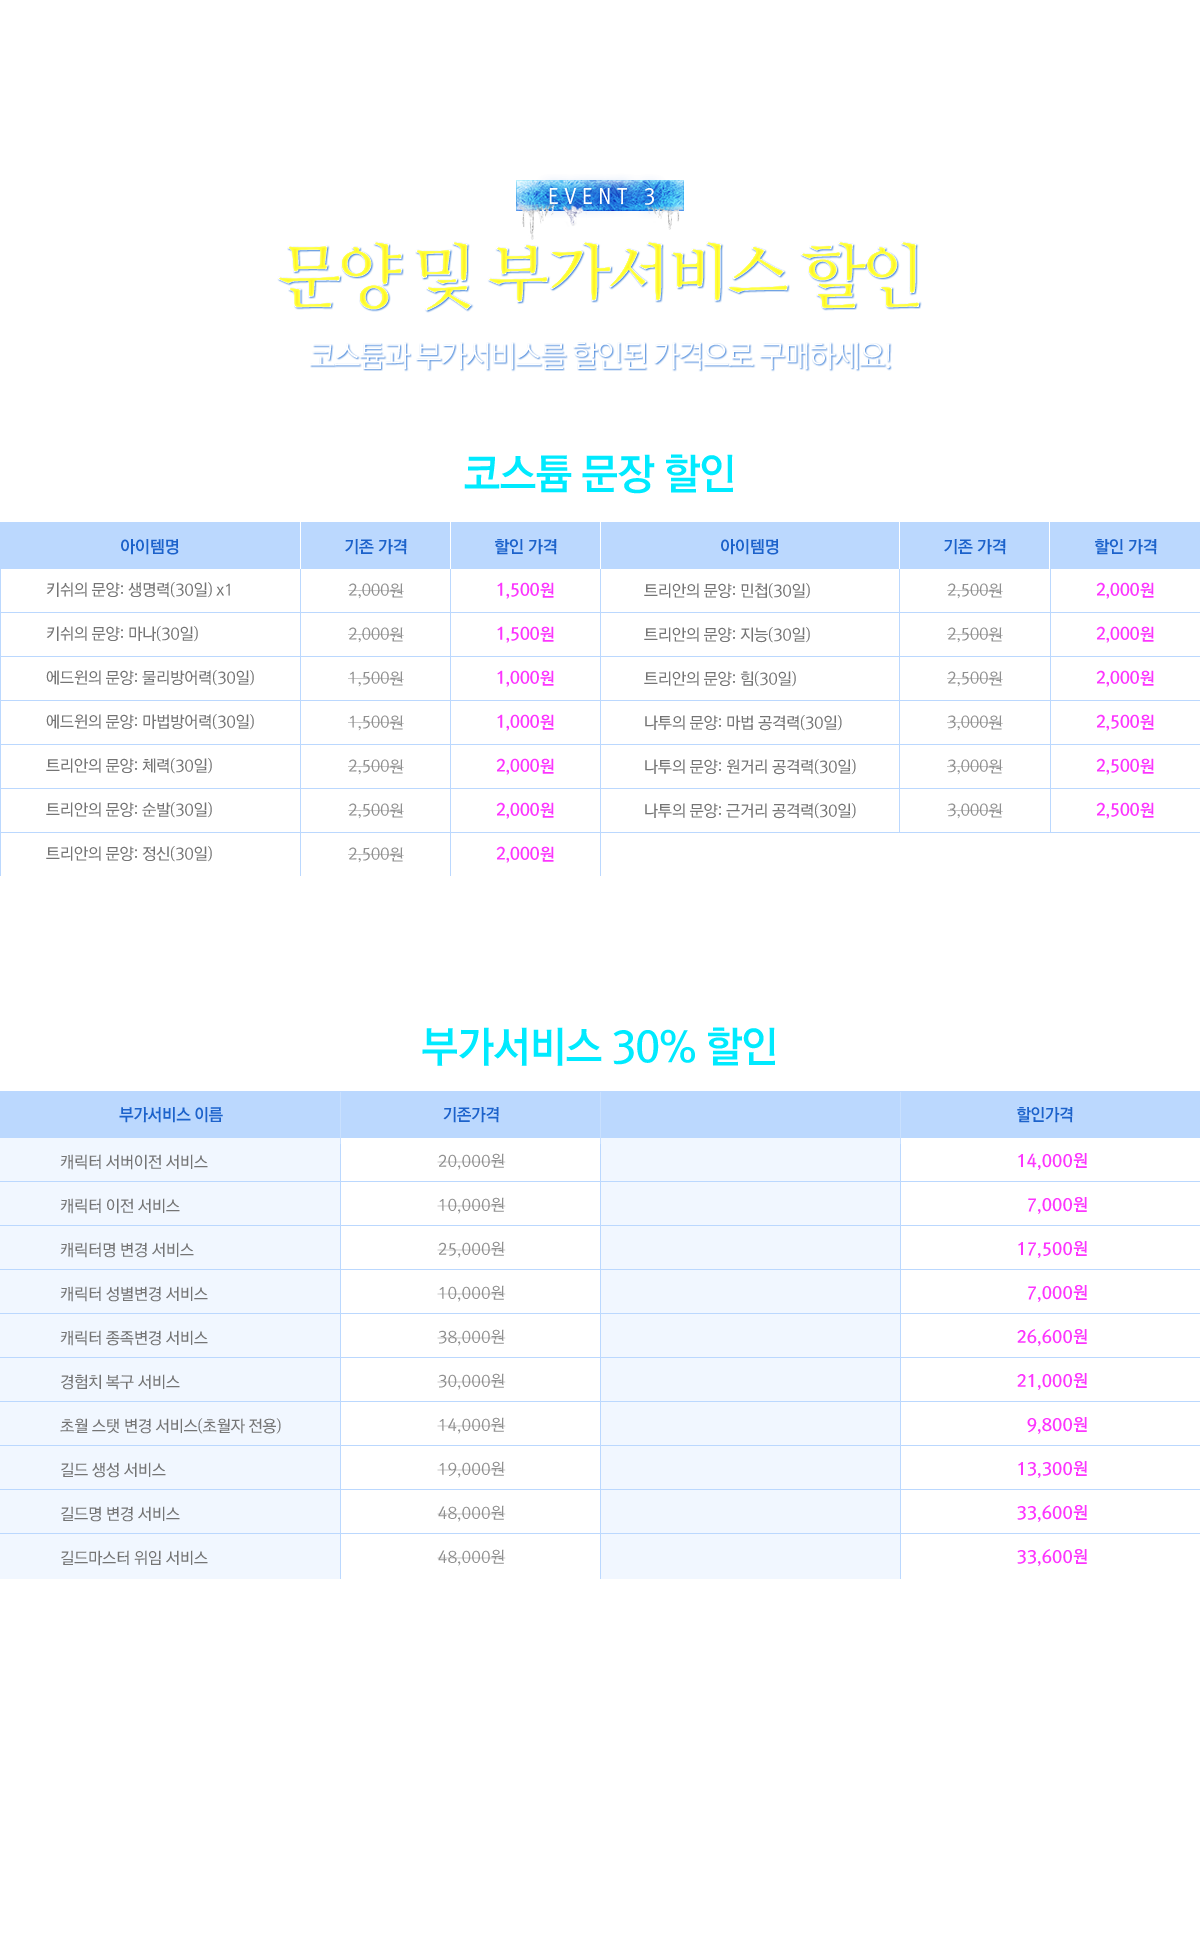 EVENT 3
문양 및 부가서비스 할인
코스튬과 부가서비스를 할인된 가격으로 구매하세요!
코스튬 문장 할인
아이템명 기존 가격 할인 가격 아이템명 기존 가격 할인 가격
키쉬의 문양: 생명력(30일) x1 2,000원 1,500원 트리안의 문양: 민첩(30일) 2,500원 2,000원
키쉬의 문양: 마나(30일) 2,000원 1,500원 트리안의 문양: 지능(30일) 2,500원 2,000원
에드윈의 문양: 물리방어력(30일) 1,500원 1,000원 트리안의 문양: 힘(30일) 2,500원 2,000원
에드윈의 문양: 마법방어력(30일) 1,500원 1,000원 나투의 문양: 마법 공격력(30일) 3,000원 2,500원
트리안의 문양: 체력(30일) 2,500원 2,000원 나투의 문양: 원거리 공격력(30일) 3,000원 2,500원
트리안의 문양: 순발(30일) 2,500원 2,000원 나투의 문양: 근거리 공격력(30일) 3,000원 2,500원
트리안의 문양: 정신(30일) 2,500원 2,000원
부가서비스 30% 할인
부가서비스 이름 기존가격 할인가격
캐릭터 서버이전 서비스 20,000원 14,000원
캐릭터 이전 서비스 10,000원 7,000원
캐릭터명 변경 서비스 25,000원 17,500원
캐릭터 성별변경 서비스 10,000원 7,000원
캐릭터 종족변경 서비스 38,000원 26,600원
경험치 복구 서비스 30,000원 21,000원
초월 스탯 변경 서비스(초월자 전용) 14,000원 9,800원
길드 생성 서비스 19,000원 13,300원
길드명 변경 서비스 48,000원 33,600원
길드마스터 위임 서비스 48,000원 33,600원